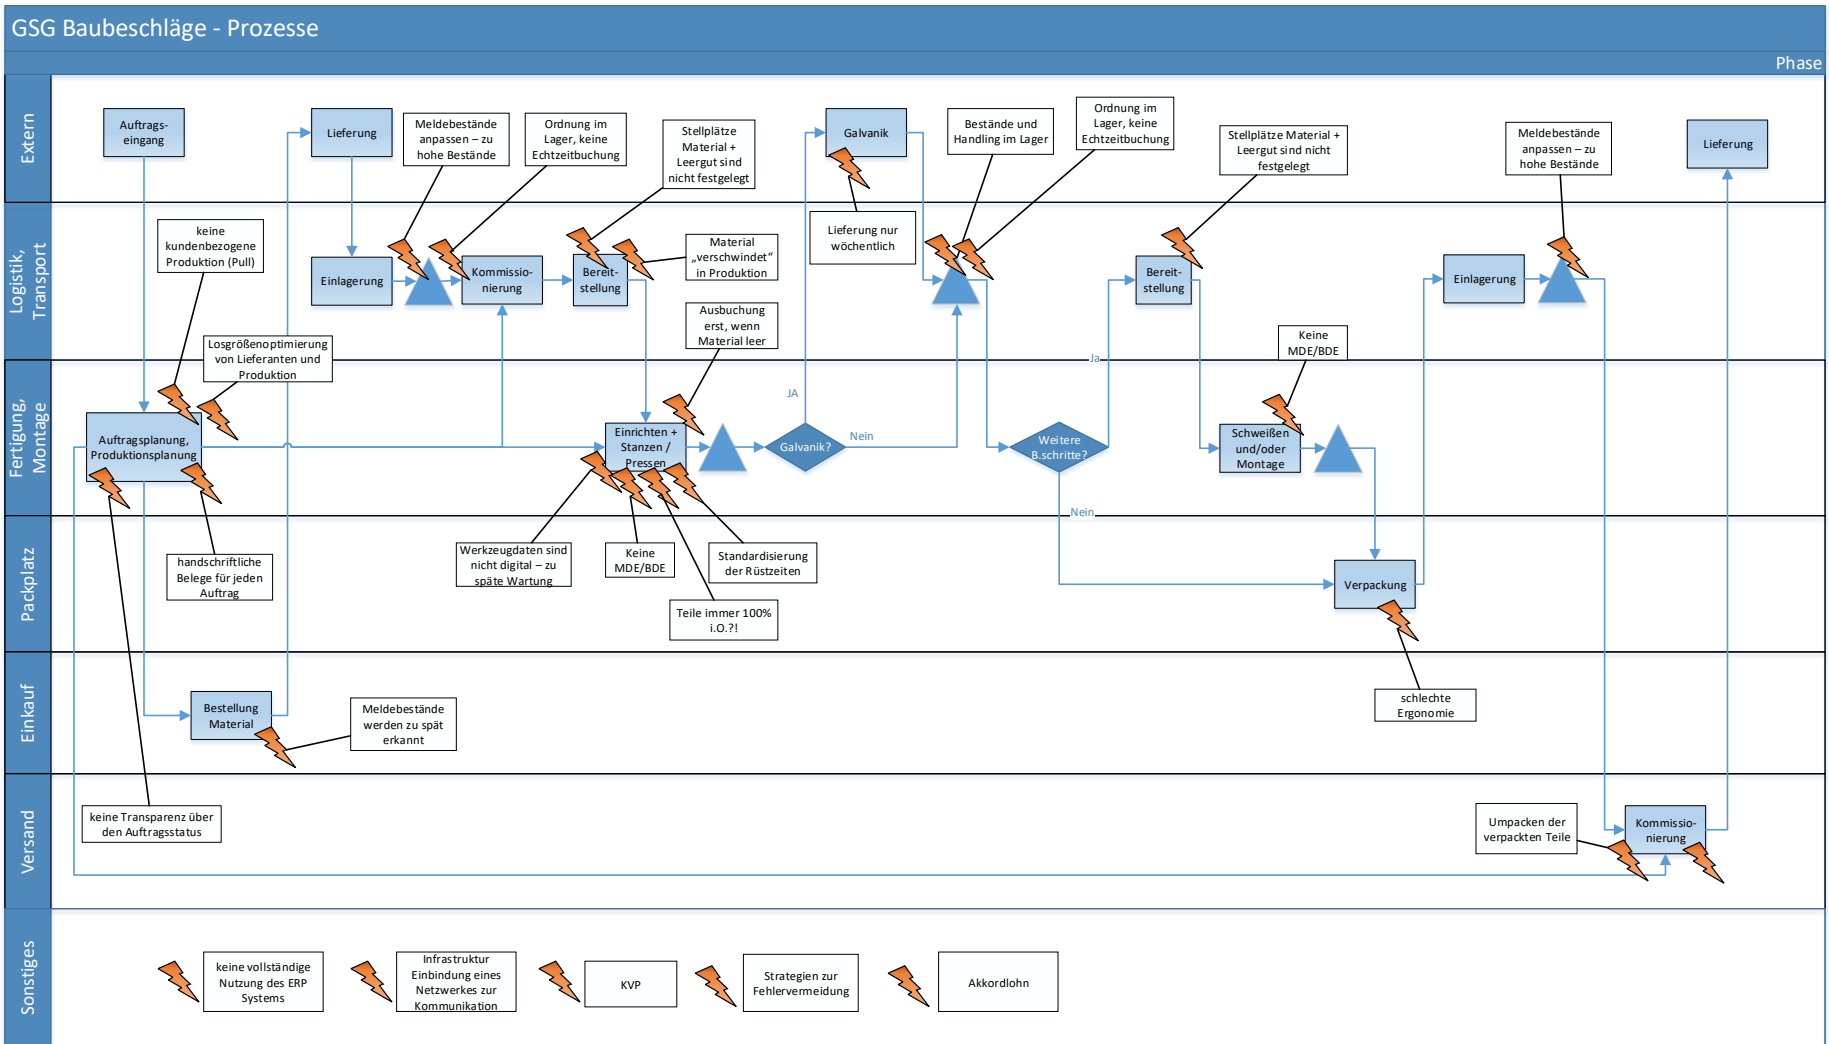 GSG Baubeschläge - Prozesse
Phase
Extern
Auftrags-
eingang
Lieferung
Meldebestände
anpassen – zu
hohe Bestände
Ordnung im
Lager, keine
Echtzeitbuchung
Stellplätze
Material +
Leergut sind
nicht festgelegt
Galvanik
Bestände und
Handling im Lager
Ordnung im
Lager, keine
Echtzeitbuchung
Stellplätze Material +
Leergut sind nicht
festgelegt
Meldebestände
anpassen – zu
hohe Bestände
Lieferung
Logistik,
Transport
keine
kundenbezogene
Produktion (Pull)
Einlagerung
Kommissio-
nierung
Bereit-
stellung
Material
„verschwindet“
in Produktion
Lieferung nur
wöchentlich
Bereit-
stellung
Einlagerung
Losgrößenoptimierung
von Lieferanten und
Produktion
Ausbuchung
erst, wenn
Material leer
Keine
MDE/BDE
Ja
Fertigung,
Montage
JA
Auftragsplanung,
Produktionsplanung
Einrichten +
Stanzen /
Pressen
Galvanik?
Nein
Weitere
B.schritte?
Schweißen
und/oder
Montage
Nein
Packplatz
handschriftliche
Belege für jeden
Auftrag
Werkzeugdaten sind
nicht digital – zu
späte Wartung
Keine
MDE/BDE
Standardisierung
der Rüstzeiten
Teile immer 100%
i.O.?!
Verpackung
Einkauf
Bestellung
Material
Meldebestände
werden zu spät
erkannt
schlechte
Ergonomie
Versand
keine Transparenz über
den Auftragsstatus
Umpacken der
verpackten Teile
Kommissio-
nierung
Sonstiges
keine vollständige
Nutzung des ERP
Systems
Infrastruktur
Einbindung eines
Netzwerkes zur
Kommunikation
KVP
Strategien zur
Fehlervermeidung
Akkordlohn